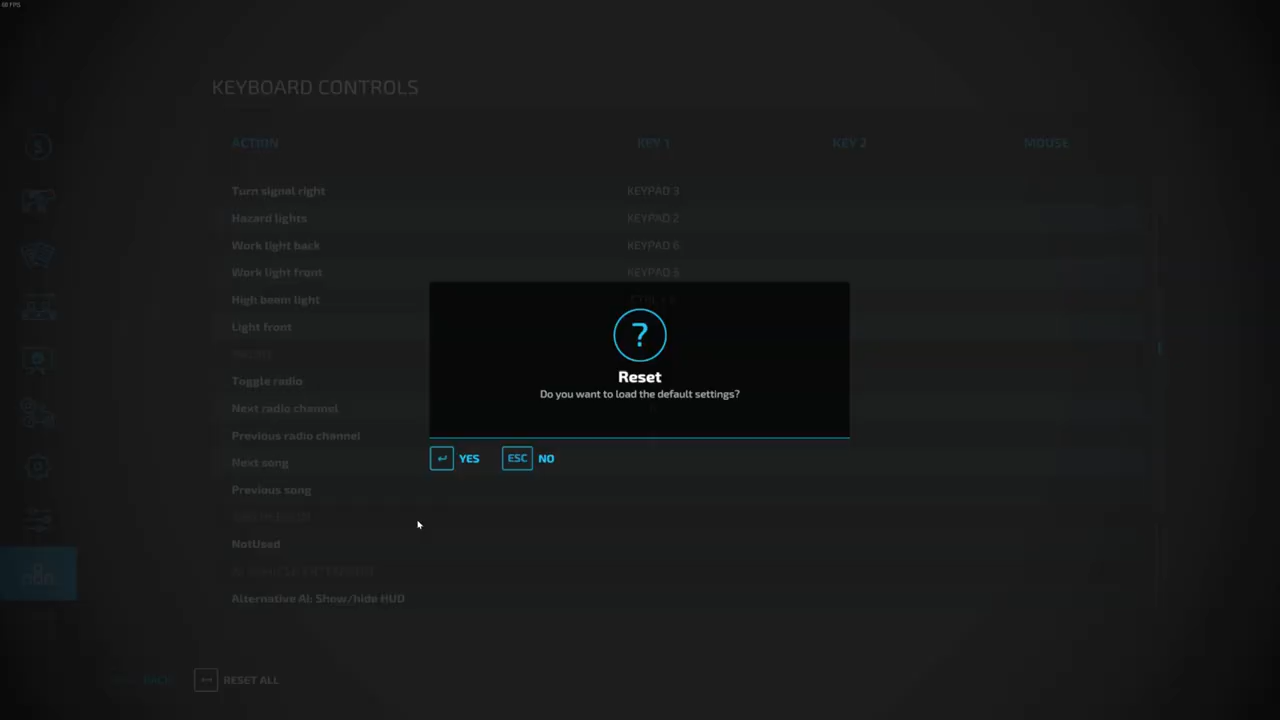 60 FPS
KEYBOARD CONTROLS
ACTION KEY 1 KEY 2 MOUSE
Turn signal right KEYPAD 3
Hazard lights KEYPAD 2
Work light back KEYPAD 6
Work light front KEYPAD 5
High beam light
Light front
Toggle radio
Next radio channel
Previous radio channel
Next song
Previous song
NotUsed
Alternative AI: Show/hide HUD
?
Reset
Do you want to load the default settings?
YES ESC NO
BACK RESET ALL